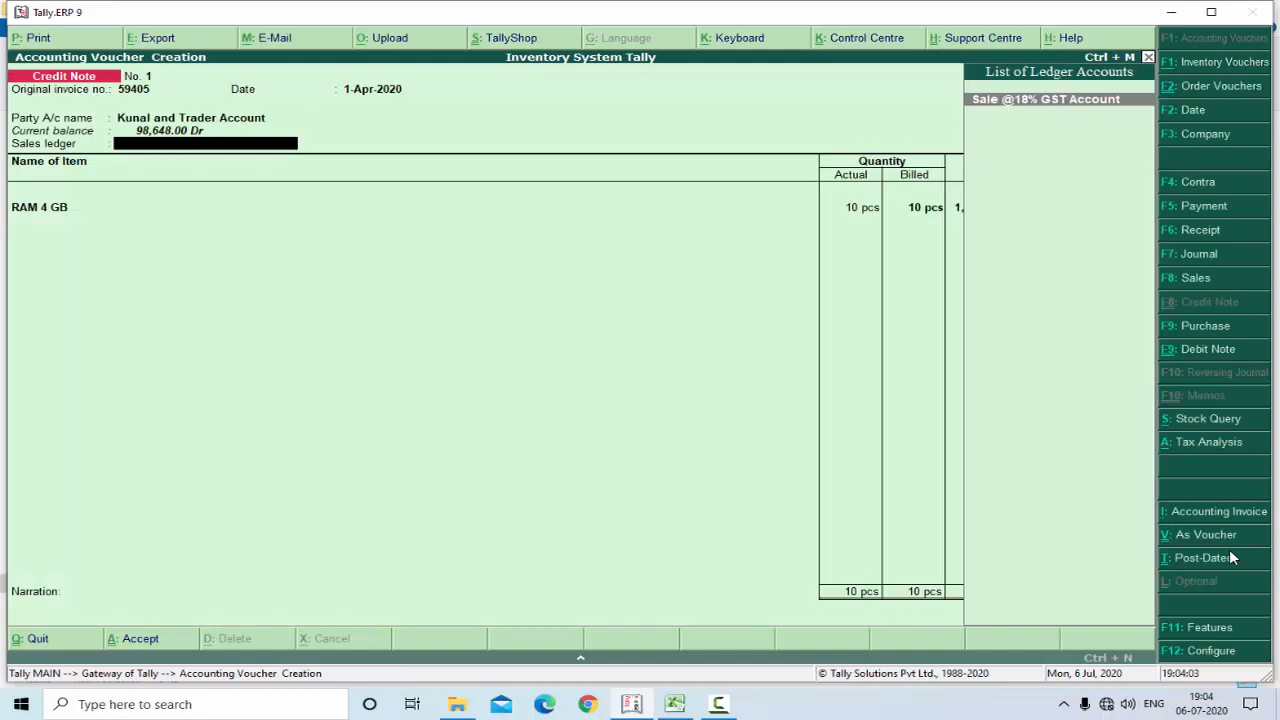 Tally.ERP 9
P: Print
E: Export
M: E-Mail
O: Upload
S: TallyShop
G: Language
K: Keyboard
K: Control Centre
H: Support Centre
H: Help
Accounting Voucher Creation
Inventory System Tally
Ctrl + M
Credit Note No. 1
Original invoice no.: 59405 Date : 1-Apr-2020
Party A/c name : Kunal and Trader Account
Current balance : 98,648.00 Dr
Sales ledger :
List of Ledger Accounts
Sale @18% GST Account
Name of Item
Quantity
Actual Billed
RAM 4 GB 10 pcs 10 pcs 1,
Narration: 10 pcs 10 pcs
F1: Accounting Vouchers
F1: Inventory Vouchers
F2: Order Vouchers
F2: Date
F3: Company
F4: Contra
F5: Payment
F6: Receipt
F7: Journal
F8: Sales
F8: Credit Note
F9: Purchase
F9: Debit Note
F10: Reversing Journal
F10: Memos
S: Stock Query
A: Tax Analysis
I: Accounting Invoice
V: As Voucher
T: Post-Dated
L: Optional
F11: Features
F12: Configure
Q: Quit
A: Accept
D: Delete
X: Cancel
Ctrl + N
Tally MAIN --> Gateway of Tally --> Accounting Voucher Creation
© Tally Solutions Pvt Ltd., 1988-2020
Mon, 6 Jul, 2020
19:04:03
Type here to search
ENG
19:04
06-07-2020